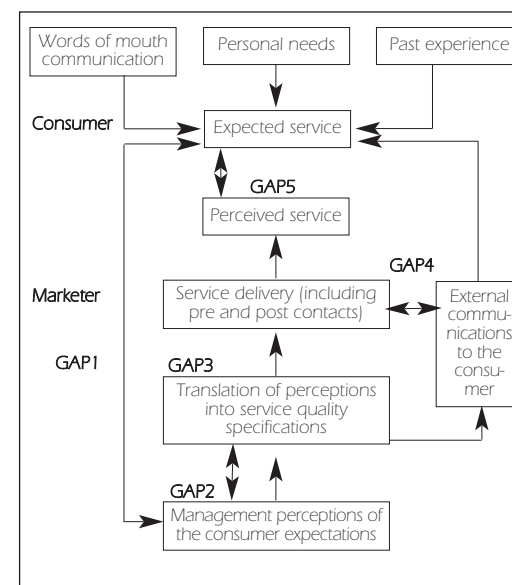 Words of mouth
communication
Personal needs
Past experience
Consumer
Expected service
GAP5
Perceived service
GAP4
Marketer
Service delivery (including
pre and post contacts)
External
commu-
nications
to the
consu-
mer
GAP1
GAP3
Translation of perceptions
into service quality
specifications
GAP2
Management perceptions of
the consumer expectations